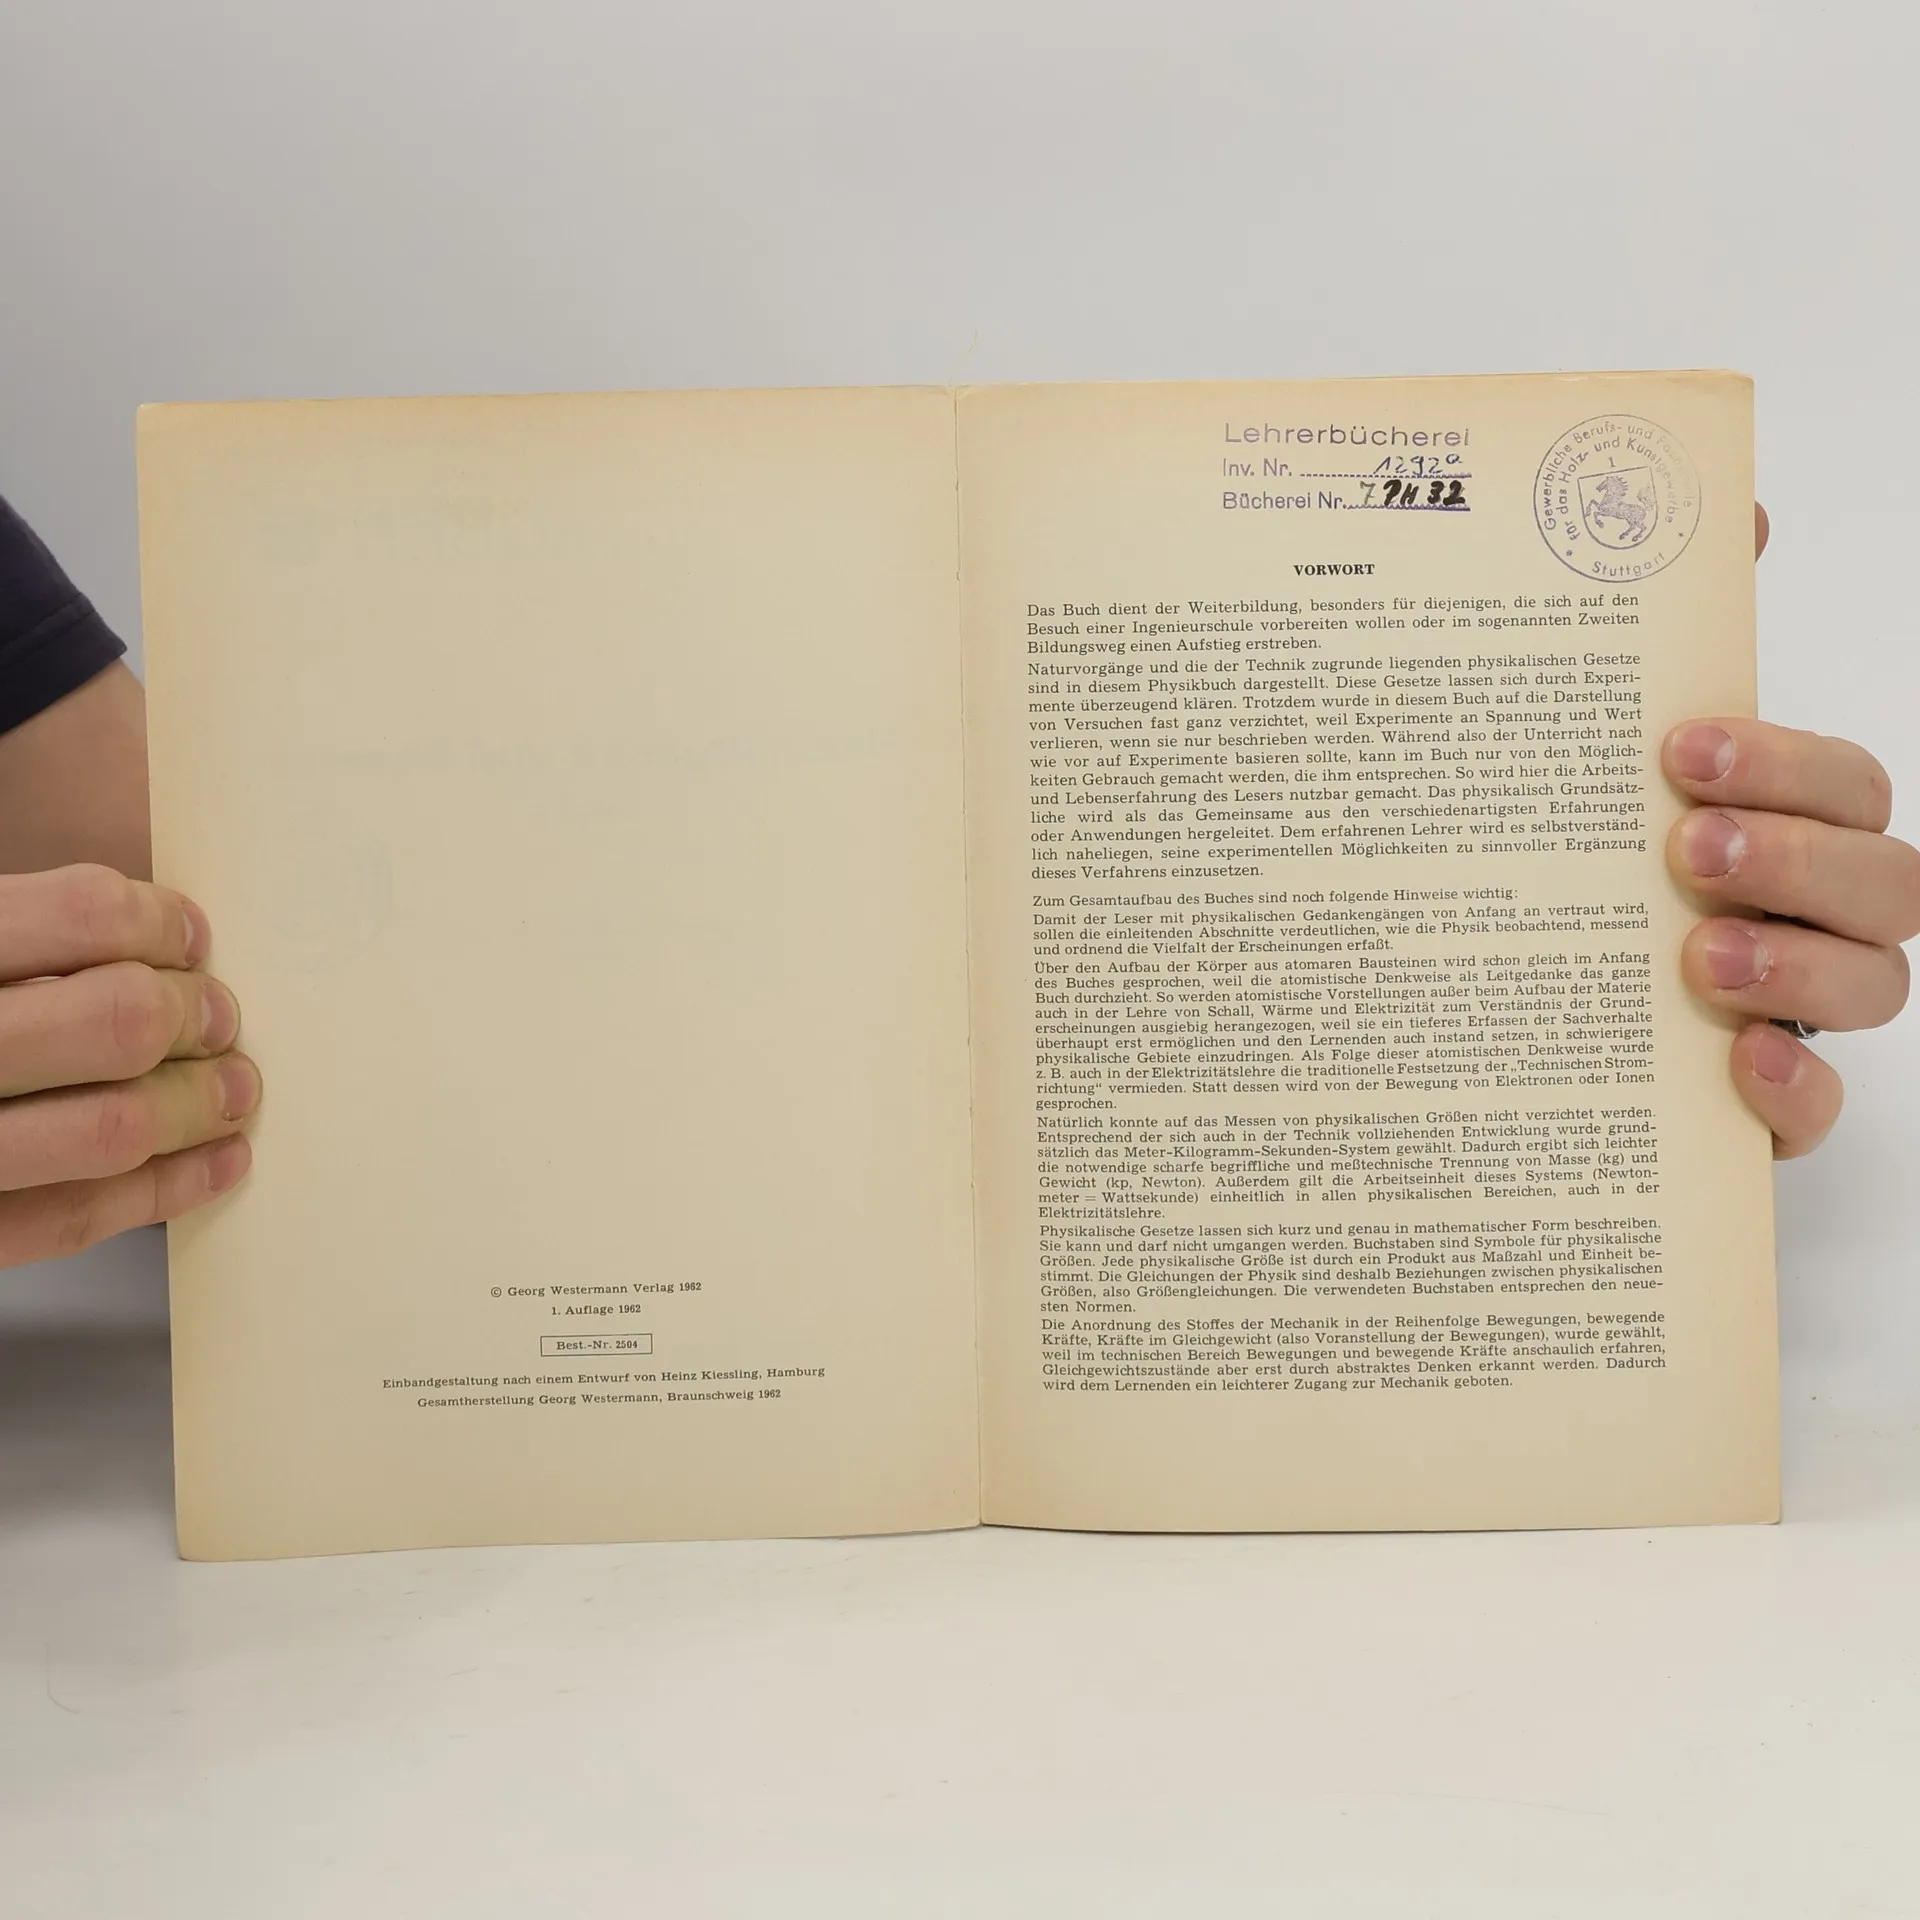 © Georg Westermann Verlag 1962
1. Auflage 1962
Best.-Nr. 2504
Einbandgestaltung nach einem Entwurf von Heinz Kiessling, Hamburg
Gesamtherstellung Georg Westermann, Braunschweig 1962
Lehrerbücherei
Inv. Nr. 1292a
Bücherei Nr. 7 PH 32
Gewerbliche Berufs- und
für das Holz- und Kunstgewerbe
1
Stuttgart
VORWORT
Das Buch dient der Weiterbildung, besonders für diejenigen, die sich auf den
Besuch einer Ingenieurschule vorbereiten wollen oder im sogenannten Zweiten
Bildungsweg einen Aufstieg erstreben.
Naturvorgänge und die der Technik zugrunde liegenden physikalischen Gesetze
sind in diesem Physikbuch dargestellt. Diese Gesetze lassen sich durch Experi-
mente überzeugend klären. Trotzdem wurde in diesem Buch auf die Darstellung
von Versuchen fast ganz verzichtet, weil Experimente an Spannung und Wert
verlieren, wenn sie nur beschrieben werden. Während also der Unterricht nach
wie vor auf Experimente basieren sollte, kann im Buch nur von den Möglich-
keiten Gebrauch gemacht werden, die ihm entsprechen. So wird hier die Arbeits-
und Lebenserfahrung des Lesers nutzbar gemacht. Das physikalisch Grundsätz-
liche wird als das Gemeinsame aus den verschiedenartigsten Erfahrungen
oder Anwendungen hergeleitet. Dem erfahrenen Lehrer wird es selbstverständ-
lich naheliegen, seine experimentellen Möglichkeiten zu sinnvoller Ergänzung
dieses Verfahrens einzusetzen.
Zum Gesamtaufbau des Buches sind noch folgende Hinweise wichtig:
Damit der Leser mit physikalischen Gedankengängen von Anfang an vertraut wird,
sollen die einleitenden Abschnitte verdeutlichen, wie die Physik beobachtend, messend
und ordnend die Vielfalt der Erscheinungen erfaßt.
Über den Aufbau der Körper aus atomaren Bausteinen wird schon gleich im Anfang
des Buches gesprochen, weil die atomistische Denkweise als Leitgedanke das ganze
Buch durchzieht. So werden atomistische Vorstellungen außer beim Aufbau der Materie
auch in der Lehre von Schall, Wärme und Elektrizität zum Verständnis der Grund-
erscheinungen ausgiebig herangezogen, weil sie ein tieferes Erfassen der Sachverhalte
überhaupt erst ermöglichen und den Lernenden auch instand setzen, in schwierigere
physikalische Gebiete einzudringen. Als Folge dieser atomistischen Denkweise wurde
z. B. auch in der Elektrizitätslehre die traditionelle Festsetzung der „Technischen Strom-
richtung“ vermieden. Statt dessen wird von der Bewegung von Elektronen oder Ionen
gesprochen.
Natürlich konnte auf das Messen von physikalischen Größen nicht verzichtet werden.
Entsprechend der sich auch in der Technik vollziehenden Entwicklung wurde grund-
sätzlich das Meter-Kilogramm-Sekunden-System gewählt. Dadurch ergibt sich leichter
die notwendige scharfe begriffliche und meßtechnische Trennung von Masse (kg) und
Gewicht (kp, Newton). Außerdem gilt die Arbeitseinheit dieses Systems (Newton-
meter = Wattsekunde) einheitlich in allen physikalischen Bereichen, auch in der
Elektrizitätslehre.
Physikalische Gesetze lassen sich kurz und genau in mathematischer Form beschreiben.
Sie kann und darf nicht umgangen werden. Buchstaben sind Symbole für physikalische
Größen. Jede physikalische Größe ist durch ein Produkt aus Maßzahl und Einheit be-
stimmt. Die Gleichungen der Physik sind deshalb Beziehungen zwischen physikalischen
Größen, also Größengleichungen. Die verwendeten Buchstaben entsprechen den neue-
sten Normen.
Die Anordnung des Stoffes der Mechanik in der Reihenfolge Bewegungen, bewegende
Kräfte, Kräfte im Gleichgewicht (also Voranstellung der Bewegungen), wurde gewählt,
weil im technischen Bereich Bewegungen und bewegende Kräfte anschaulich erfahren,
Gleichgewichtszustände aber erst durch abstraktes Denken erkannt werden. Dadurch
wird dem Lernenden ein leichterer Zugang zur Mechanik geboten.